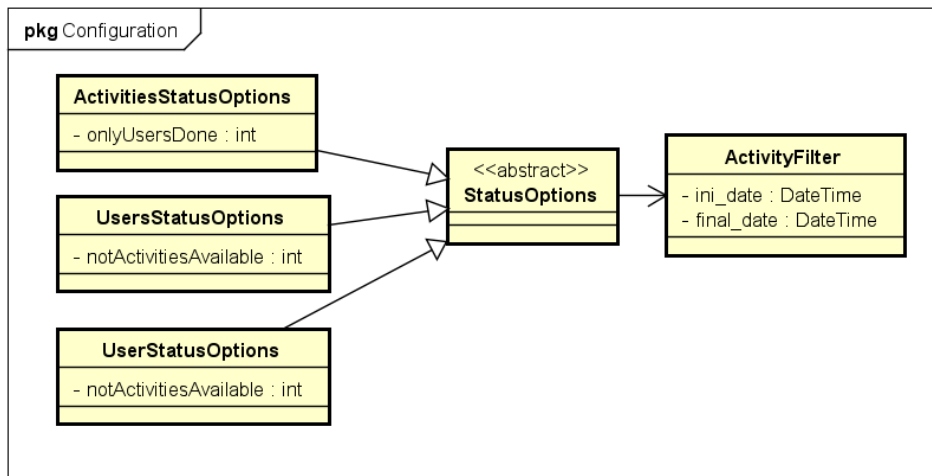 pkg Configuration
ActivitiesStatusOptions
- onlyUsersDone : int
UsersStatusOptions
- notActivitiesAvailable : int
UserStatusOptions
- notActivitiesAvailable : int
<<abstract>>
StatusOptions
ActivityFilter
- ini_date : DateTime
- final_date : DateTime